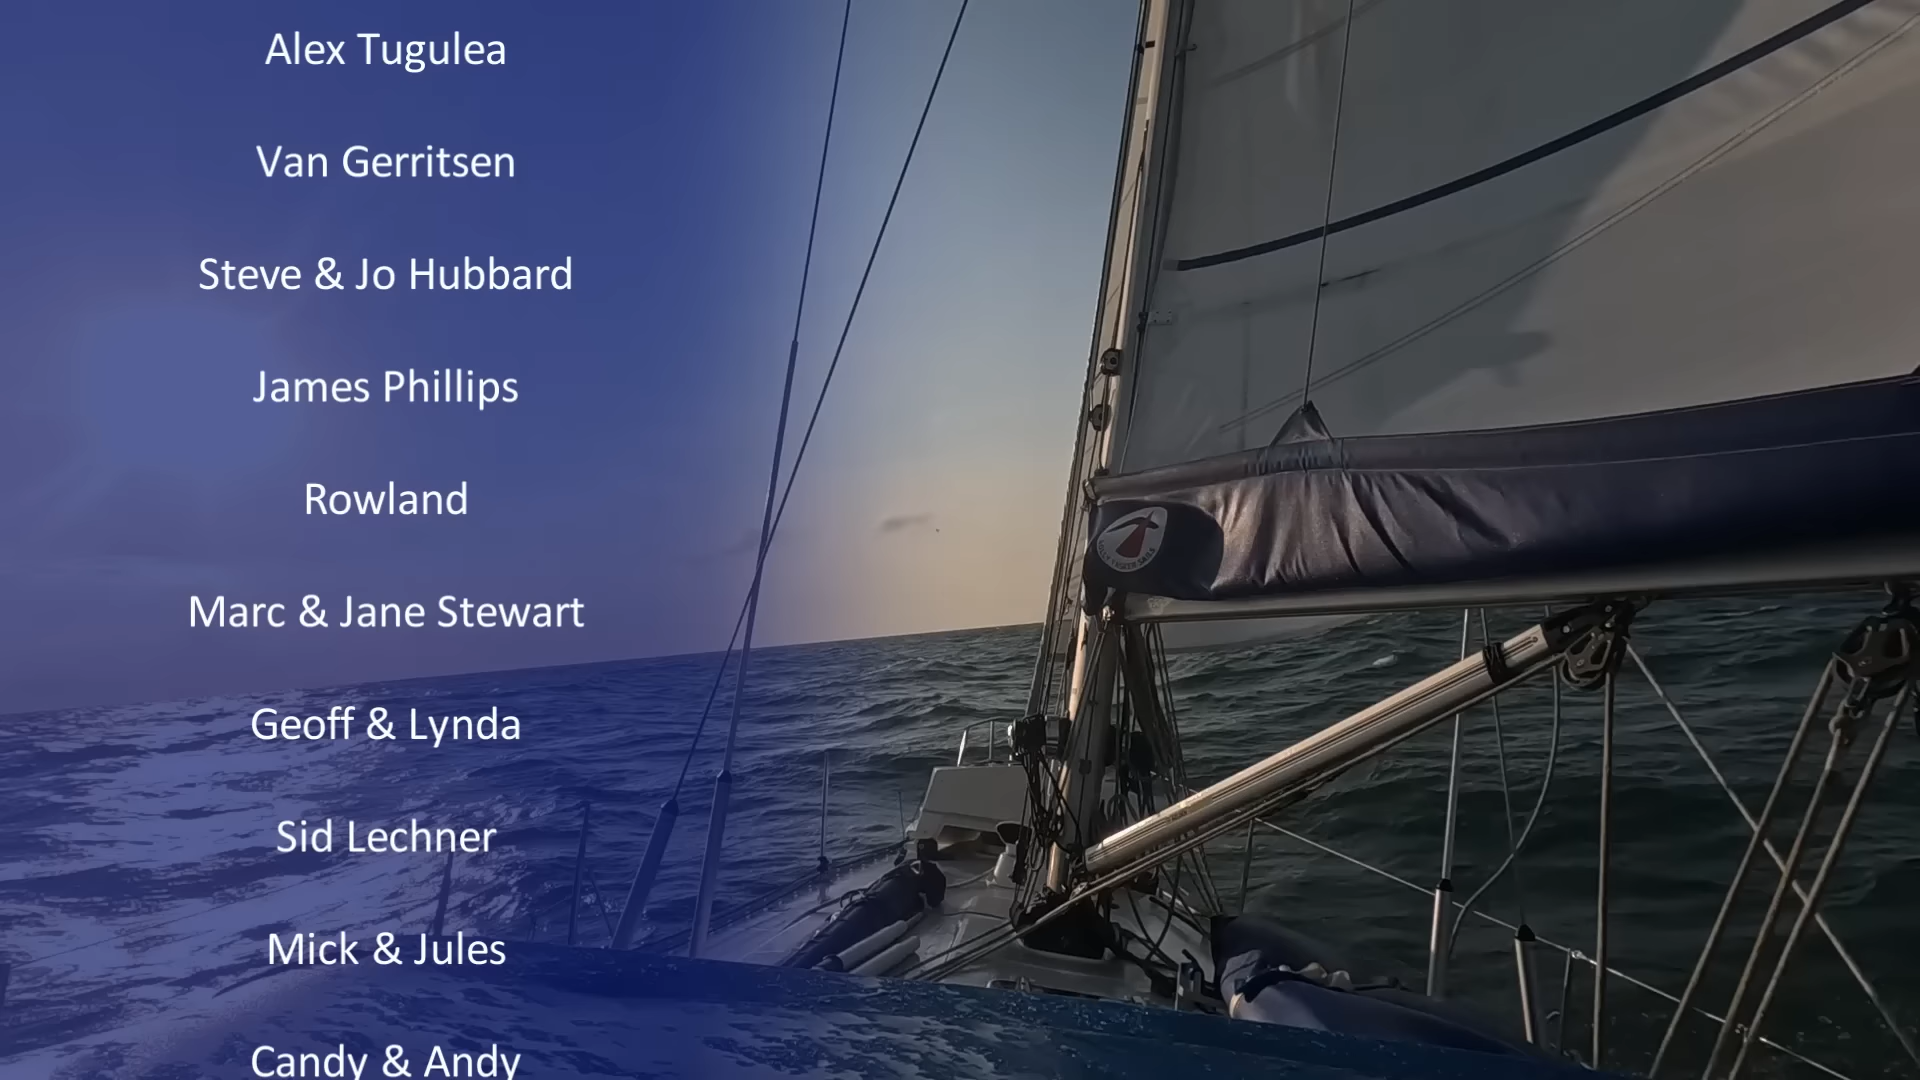 Alex Tugulea
Van Gerritsen
Steve & Jo Hubbard
James Phillips
Rowland
Marc & Jane Stewart
Geoff & Lynda
Sid Lechner
Mick & Jules
Candy & Andy